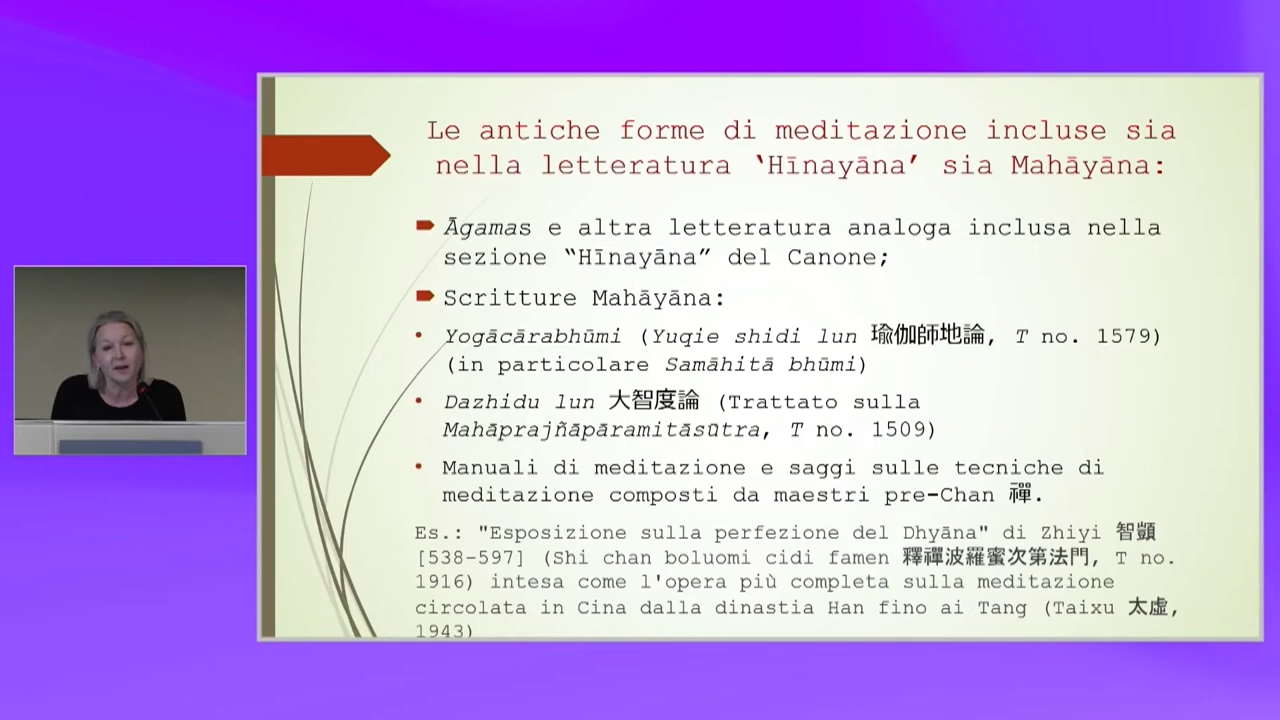 Le antiche forme di meditazione incluse sia
nella letteratura ‘Hīnayāna’ sia Mahāyāna:
Āgamas e altra letteratura analoga inclusa nella
sezione “Hīnayāna” del Canone;
Scritture Mahāyāna:
Yogācārabhūmi (Yuqie shidi lun 瑜伽師地論, T no. 1579)
(in particolare Samāhitā bhūmi)
Dazhidu lun 大智度論 (Trattato sulla
Mahāprajñāpāramitāsūtra, T no. 1509)
Manuali di meditazione e saggi sulle tecniche di
meditazione composti da maestri pre-Chan 禪.
Es.: "Esposizione sulla perfezione del Dhyāna" di Zhiyi 智顗
[538-597] (Shi chan boluomi cidi famen 釋禪波羅蜜次第法門, T no.
1916) intesa come l'opera più completa sulla meditazione
circolata in Cina dalla dinastia Han fino ai Tang (Taixu 太虛,
1943)